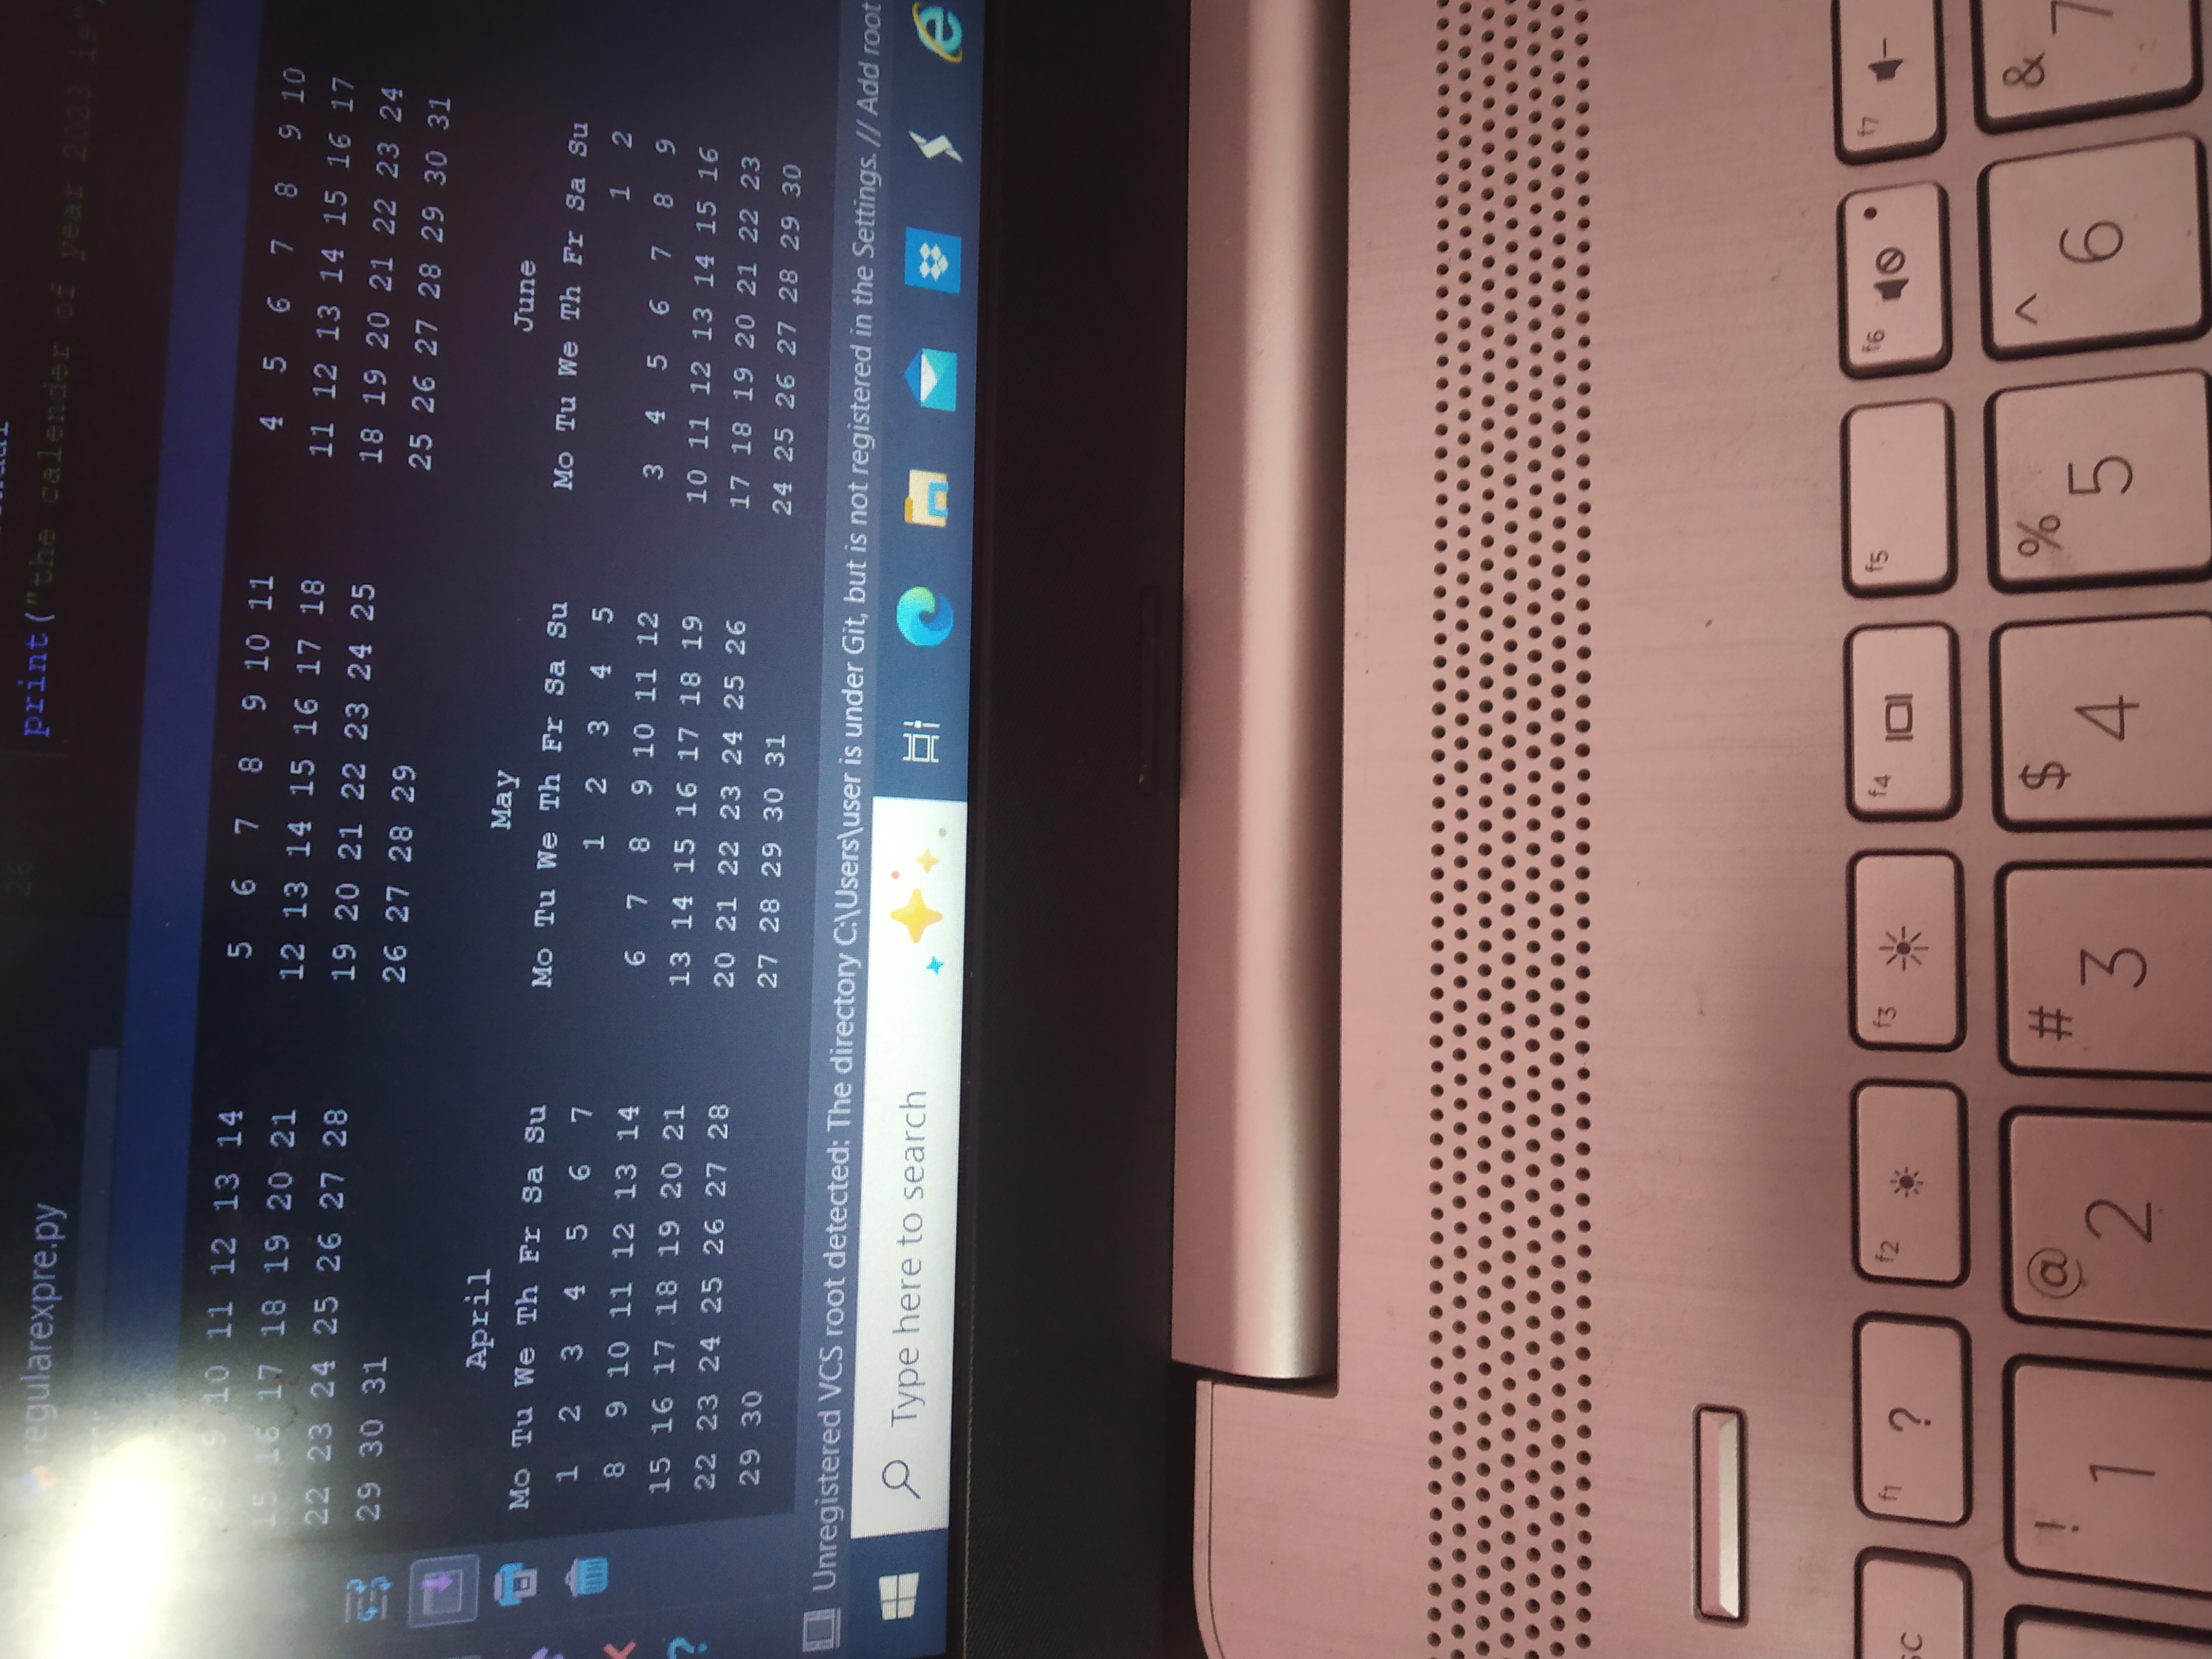 regularexpre.py
26
print("the calender of year 2023 is"
8 9 10 11 12 13 14 5 6 7 8 9 10 11 4 5 6 7 8 9 10
15 16 17 18 19 20 21 12 13 14 15 16 17 18 11 12 13 14 15 16 17
22 23 24 25 26 27 28 19 20 21 22 23 24 25 18 19 20 21 22 23 24
29 30 31 26 27 28 29 25 26 27 28 29 30 31
April May June
Mo Tu We Th Fr Sa Su Mo Tu We Th Fr Sa Su Mo Tu We Th Fr Sa Su
1 2 3 4 5 6 7 1 2 3 4 5 1 2
8 9 10 11 12 13 14 6 7 8 9 10 11 12 3 4 5 6 7 8 9
15 16 17 18 19 20 21 13 14 15 16 17 18 19 10 11 12 13 14 15 16
22 23 24 25 26 27 28 20 21 22 23 24 25 26 17 18 19 20 21 22 23
29 30 27 28 29 30 31 24 25 26 27 28 29 30
Unregistered VCS root detected: The directory C:\Users\user is under Git, but is not registered in the Settings. // Add root
Type here to search
sc f1 ? f2 f3 f4 f5 f6 f7
! @ # $ % ^ &
1 2 3 4 5 6 7